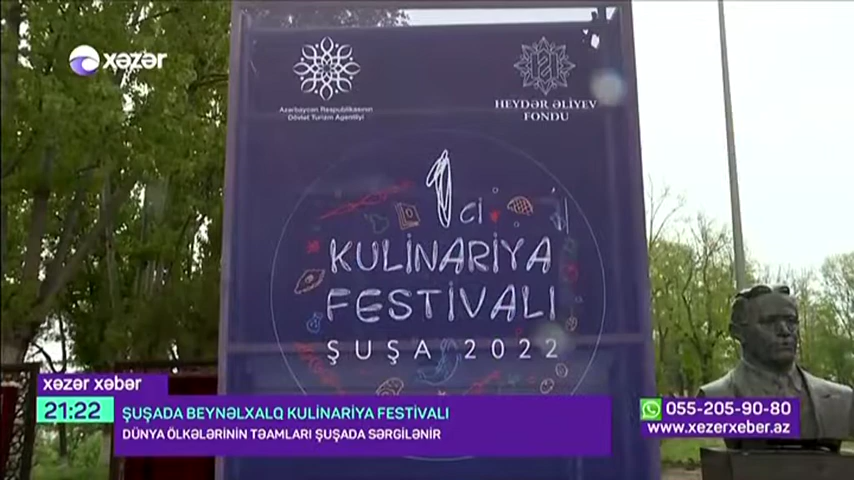 xəzər
Azərbaycan Respublikasının
Dövlət Turizm Agentliyi
HEYDƏR ƏLİYEV
FONDU
1
Cİ
KULİNARİYA
FESTİVALI
ŞUŞA 2022
xəzər xəbər
21:22
ŞUŞADA BEYNƏLXALQ KULİNARİYA FESTİVALI
DÜNYA ÖLKƏLƏRİNİN TƏAMLARI ŞUŞADA SƏRGİLƏNİR
055-205-90-80
www.xezerxeber.az